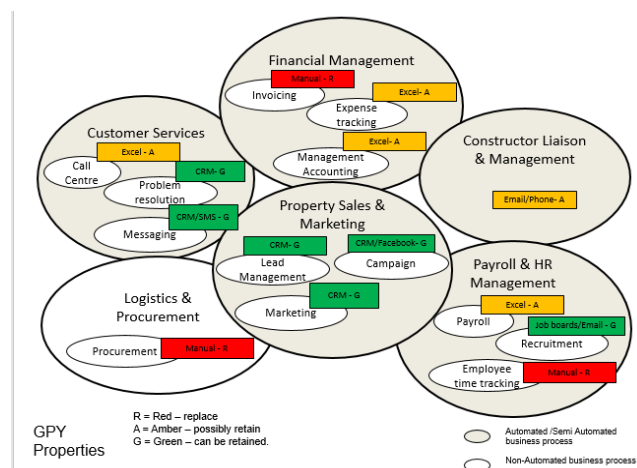 Financial Management
Manual - R
Invoicing
Excel- A
Expense
tracking
Excel - A
Management
Accounting
Customer Services
Excel - A
Call
Centre
CRM- G
Problem
resolution
CRM/SMS - G
Messaging
Constructor Liaison
& Management
Email/Phone- A
Property Sales &
Marketing
CRM- G
Lead
Management
CRM/Facebook- G
Campaign
CRM - G
Marketing
Logistics &
Procurement
Procurement
Manual - R
Payroll & HR
Management
Excel - A
Payroll
Job boards/Email - G
Recruitment
Employee
time tracking
Manual - R
GPY
Properties
R = Red – replace
A = Amber – possibly retain
G = Green – can be retained.
Automated /Semi Automated
business process
Non-Automated business process